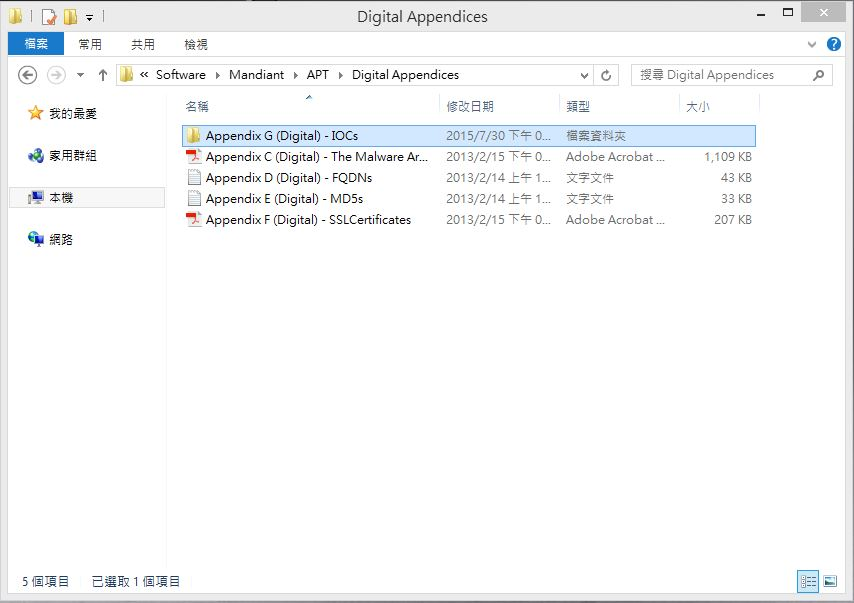 Digital Appendices
檔案 常用 共用 檢視
« Software Mandiant APT Digital Appendices 搜尋 Digital Appendices
我的最愛
家用群組
本機
網路
名稱 修改日期 類型 大小
Appendix G (Digital) - IOCs 2015/7/30 下午 0... 檔案資料夾
Appendix C (Digital) - The Malware Ar... 2013/2/15 下午 0... Adobe Acrobat ... 1,109 KB
Appendix D (Digital) - FQDNs 2013/2/14 上午 1... 文字文件 43 KB
Appendix E (Digital) - MD5s 2013/2/14 上午 1... 文字文件 33 KB
Appendix F (Digital) - SSLCertificates 2013/2/15 下午 0... Adobe Acrobat ... 207 KB
5 個項目 已選取 1 個項目